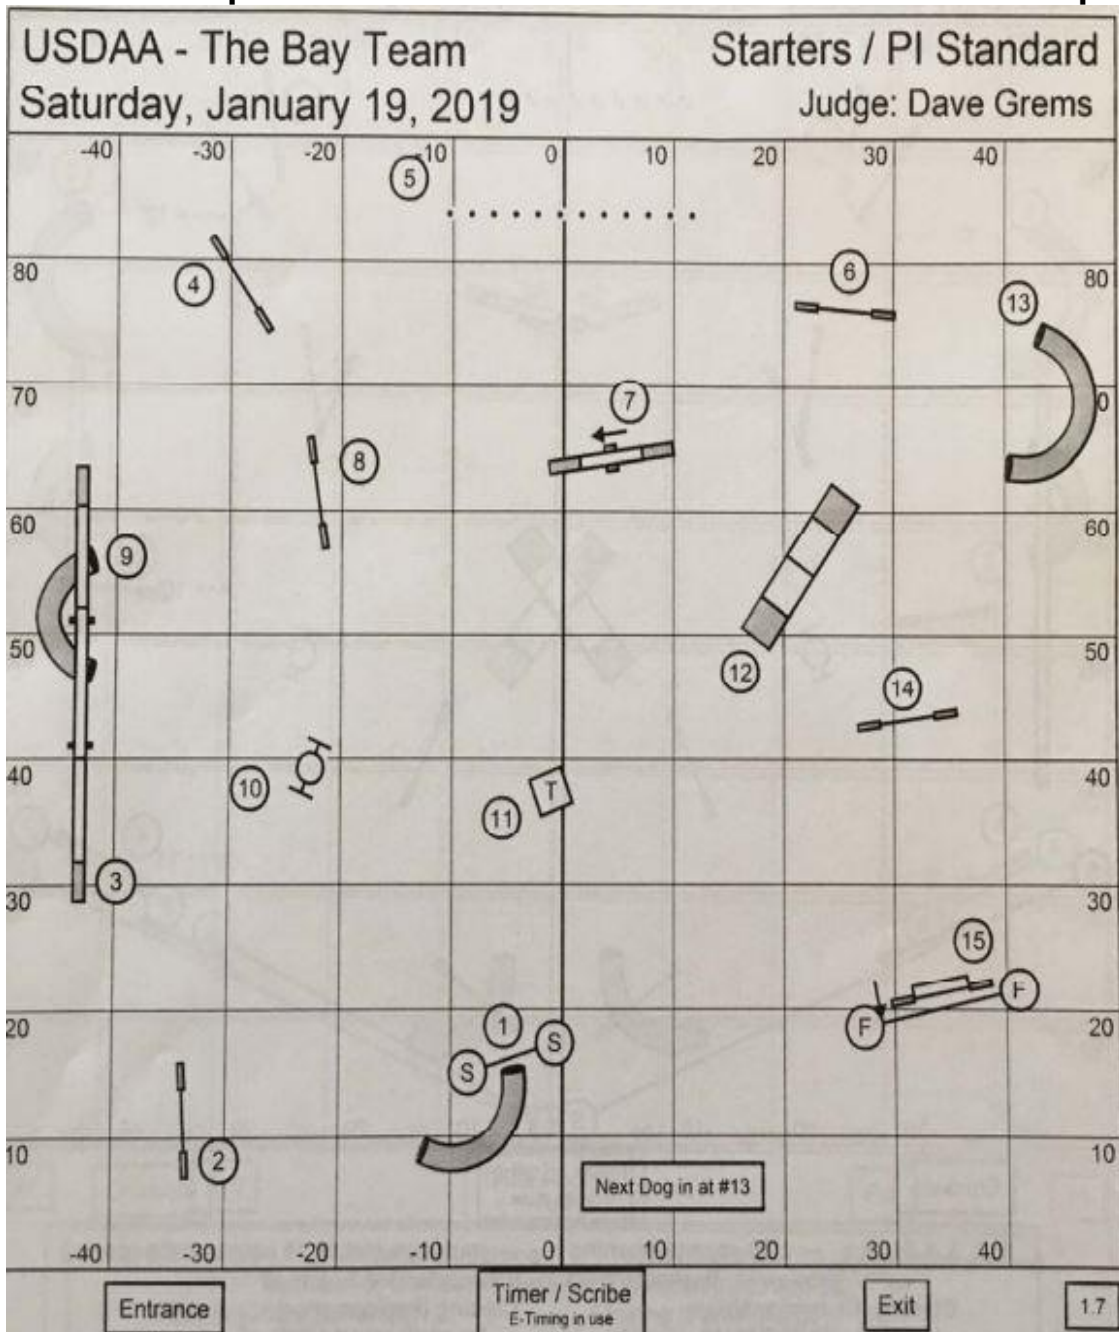 USDAA - The Bay Team
Starters / PI Standard
Saturday, January 19, 2019
Judge: Dave Grems
-40 -30 -20 -10 0 10 20 30 40
5
80 4 6 80
13
70 7 0
8
60 60
9
50 50
12
14
40
10 40
11
3
30 30
15
F
20 1 F 20
S
S
10 2 10
T
Next Dog in at #13
-40 -30 -20 -10 0 10 20 30 40
Entrance
Timer / Scribe
E-Timing in use
Exit
1.7